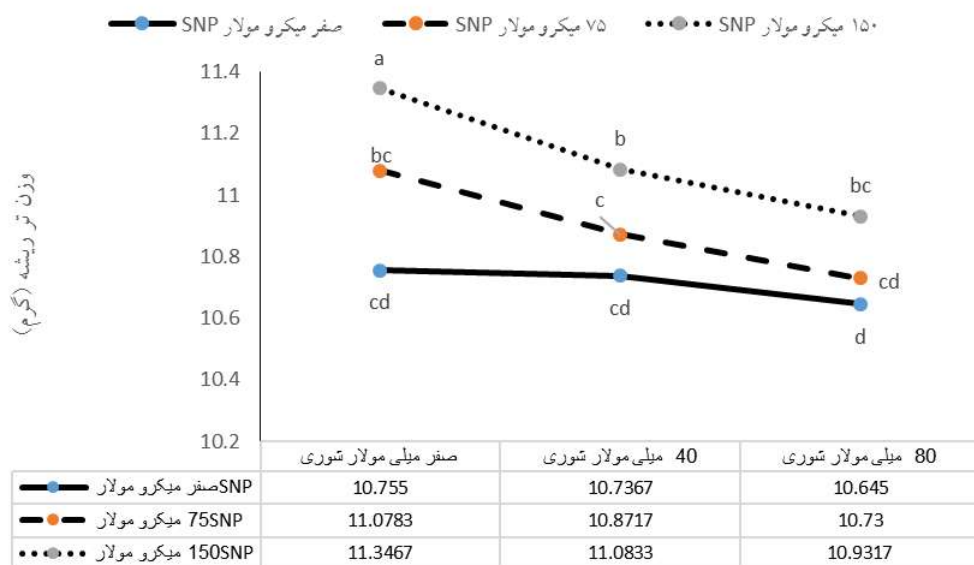 صفر میکرو مولار SNP ۷۵ میکرو مولار SNP ۱۵۰ میکرو مولار SNP
وزن تر ریشه (گرم)
11.4
11.2
11
10.8
10.6
10.4
10.2
a
b
bc
bc
c
cd
cd
cd
d
صفر میلی مولار شوری 40 میلی مولار شوری 80 میلی مولار شوری
صفر میکرو مولارSNP 10.755 10.7367 10.645
75SNP میکرو مولار 11.0783 10.8717 10.73
150SNP میکرو مولار 11.3467 11.0833 10.9317